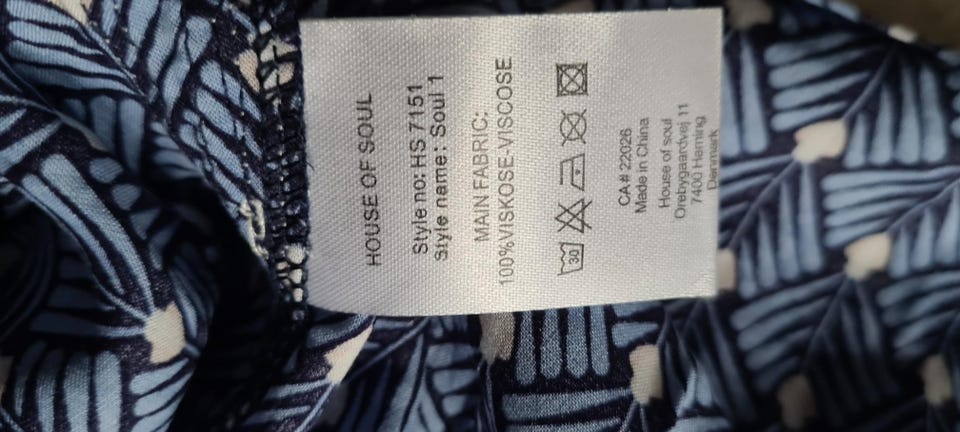 HOUSE OF SOUL
Style no: HS 7151
Style name: Soul 1
MAIN FABRIC:
100%VISKOSE-VISCOSE
30
CA # 22026
Made in China
House of soul
Orebygaardvej 11
7400 Herning
Denmark